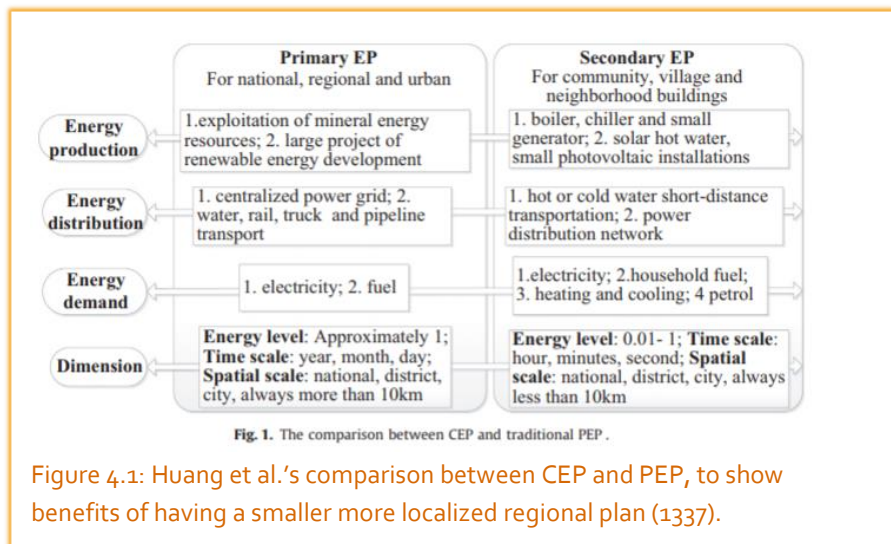 Primary EP
For national, regional and urban
Secondary EP
For community, village and
neighborhood buildings
Energy
production
1.exploitation of mineral energy
resources; 2. large project of
renewable energy development
1. boiler, chiller and small
generator; 2. solar hot water,
small photovoltaic installations
Energy
distribution
1. centralized power grid; 2.
water, rail, truck and pipeline
transport
1. hot or cold water short-distance
transportation; 2. power
distribution network
Energy
demand
1. electricity; 2. fuel
1.electricity; 2.household fuel;
3. heating and cooling; 4 petrol
Dimension
Energy level: Approximately 1;
Time scale: year, month, day;
Spatial scale: national, district,
city, always more than 10km
Energy level: 0.01- 1; Time scale:
hour, minutes, second; Spatial
scale: national, district, city, always
less than 10km
Fig. 1. The comparison between CEP and traditional PEP.
Figure 4.1: Huang et al.'s comparison between CEP and PEP, to show
benefits of having a smaller more localized regional plan (1337).